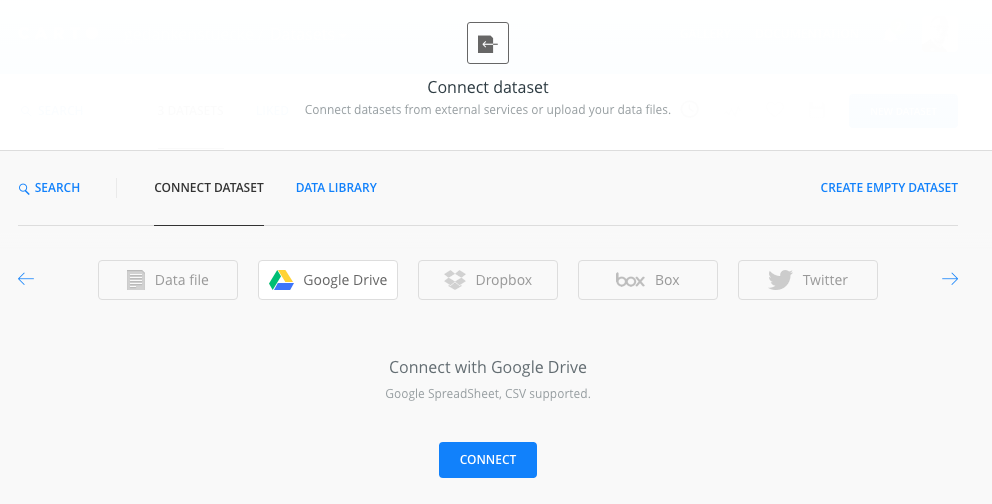 Connect dataset
Connect datasets from external services or upload your data files.
SEARCH
CONNECT DATASET
DATA LIBRARY
CREATE EMPTY DATASET
Data file
Google Drive
Dropbox
box Box
Twitter
Connect with Google Drive
Google SpreadSheet, CSV supported.
CONNECT